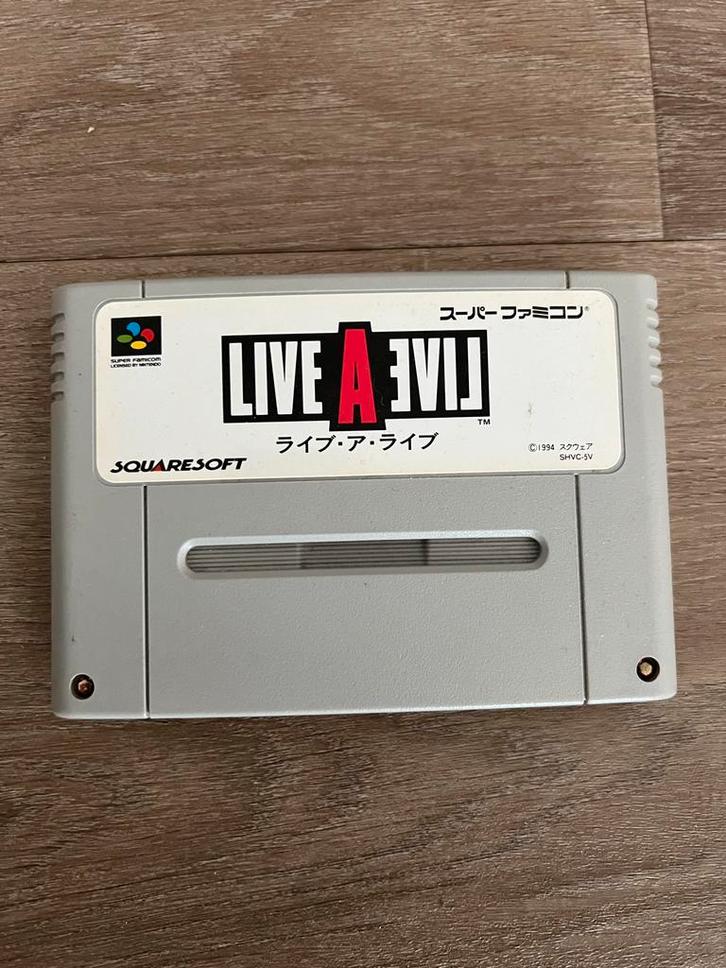 スーパーファミコン®
SUPER FAMICOM
LICENSED BY NINTENDO
LIVE A EVIL
TM
ライブ・ア・ライブ
SQUARESOFT
©1994 スクウェア
SHVC-5V